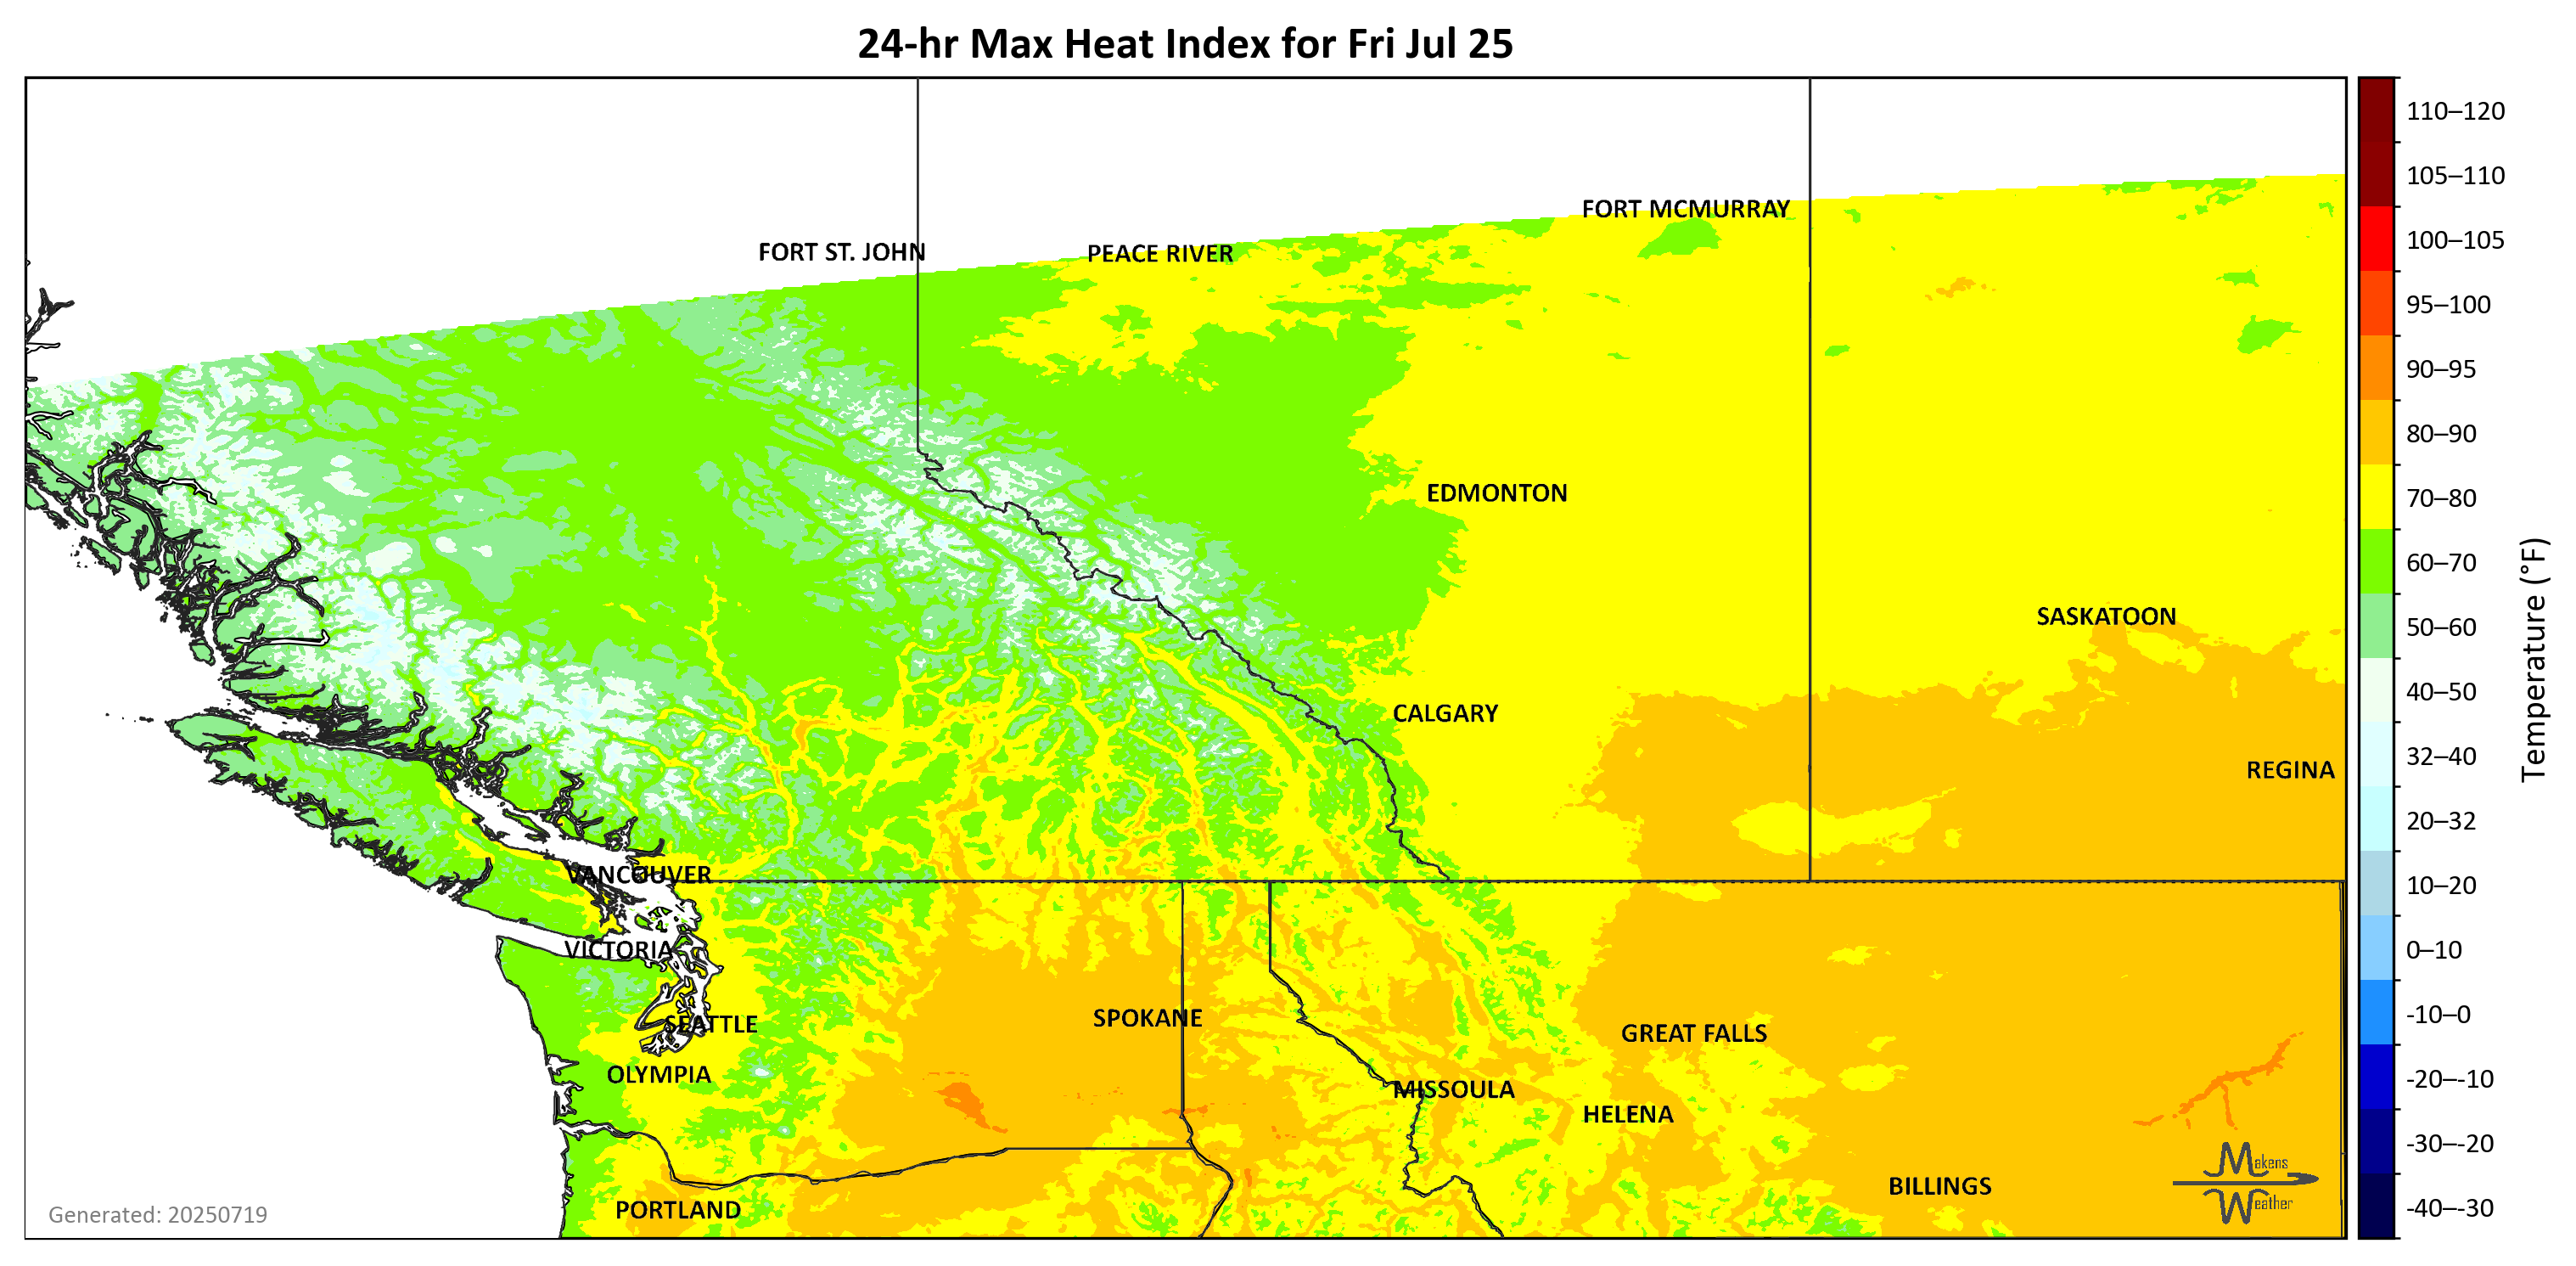 24-hr Max Heat Index for Fri Jul 25
110–120
105–110
FORT MCMURRAY
100–105
FORT ST. JOHN
PEACE RIVER
95–100
90–95
80–90
EDMONTON
70–80
60–70
SASKATOON
50–60
Temperature (°F)
40–50
CALGARY
32–40
REGINA
20–32
VANCOUVER
10–20
VICTORIA
0–10
SEATTLE
SPOKANE
GREAT FALLS
-10–0
OLYMPIA
MISSOULA
-20–-10
HELENA
-30–-20
Makens
Weather
BILLINGS
PORTLAND
-40–-30
Generated: 20250719